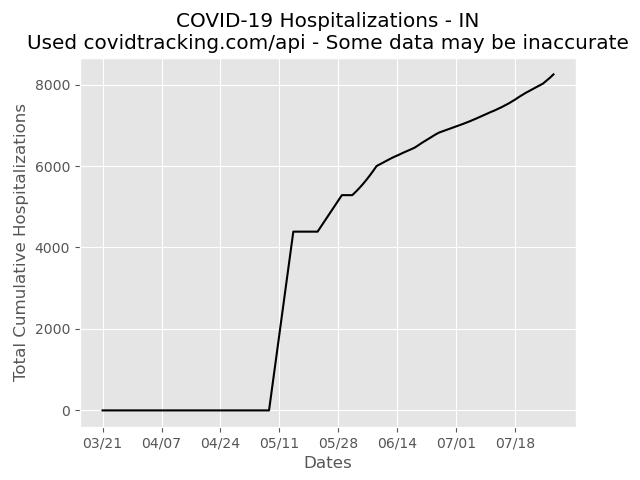 COVID-19 Hospitalizations - IN
Used covidtracking.com/api - Some data may be inaccurate
Total Cumulative Hospitalizations
8000
6000
4000
2000
0
03/21 04/07 04/24 05/11 05/28 06/14 07/01 07/18
Dates